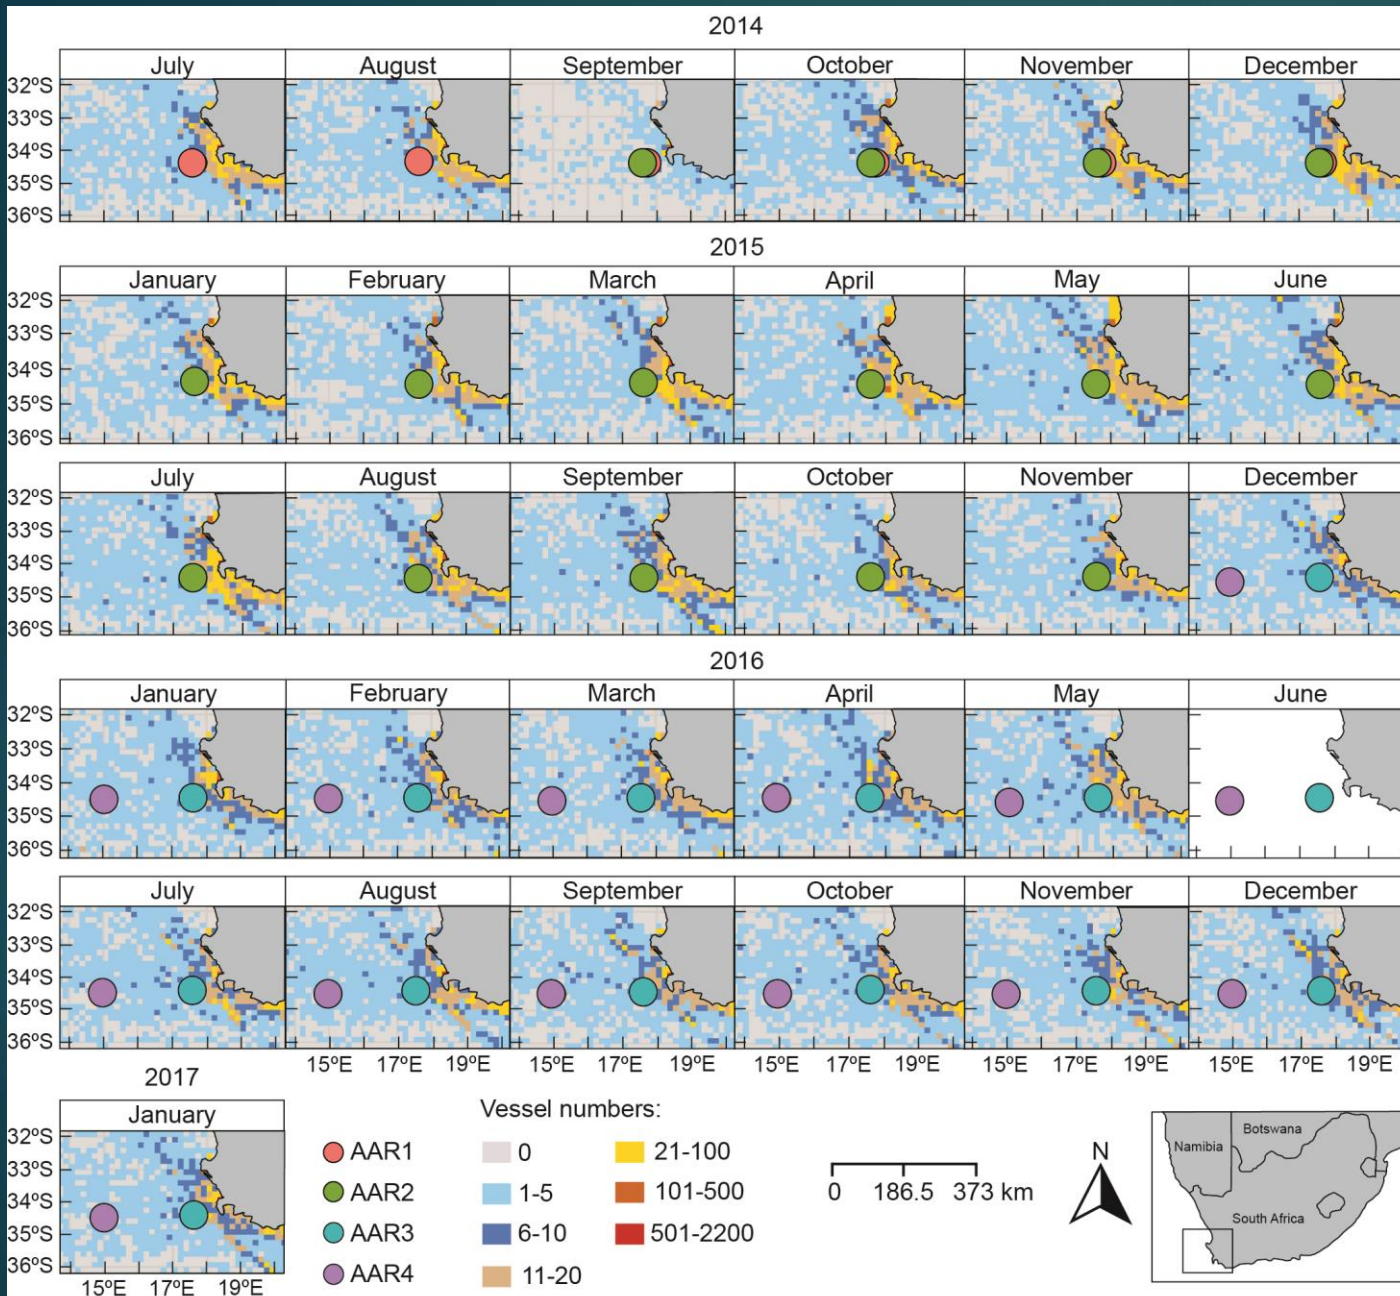 2014
July August September October November December
32ºS
33ºS
34ºS
35ºS
36ºS
2015
January February March April May June
32ºS
33ºS
34ºS
35ºS
36ºS
July August September October November December
32ºS
33ºS
34ºS
35ºS
36ºS
2016
January February March April May June
32ºS
33ºS
34ºS
35ºS
36ºS
July August September October November December
32ºS
33ºS
34ºS
35ºS
36ºS
15ºE 17ºE 19ºE 15ºE 17ºE 19ºE 15ºE 17ºE 19ºE 15ºE 17ºE 19ºE 15ºE 17ºE 19ºE
2017
January
32ºS
33ºS
34ºS
35ºS
36ºS
15ºE 17ºE 19ºE
AAR1
AAR2
AAR3
AAR4
Vessel numbers:
0
1-5
6-10
11-20
21-100
101-500
501-2200
0 186.5 373 km
N
Namibia
Botswana
South Africa